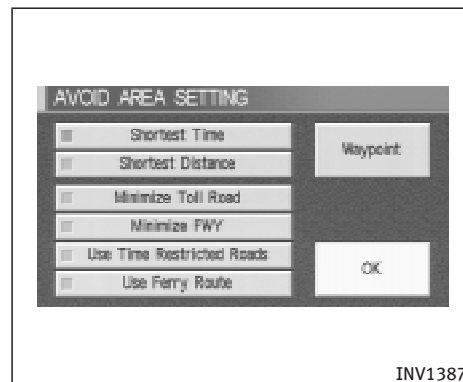 AVOID AREA SETTING
Shortest Time
Shortest Distance
Waypoint
Minimize Toll Road
Minimize FWY
Use Time Restricted Roads
Use Ferry Route
OK
INV1387